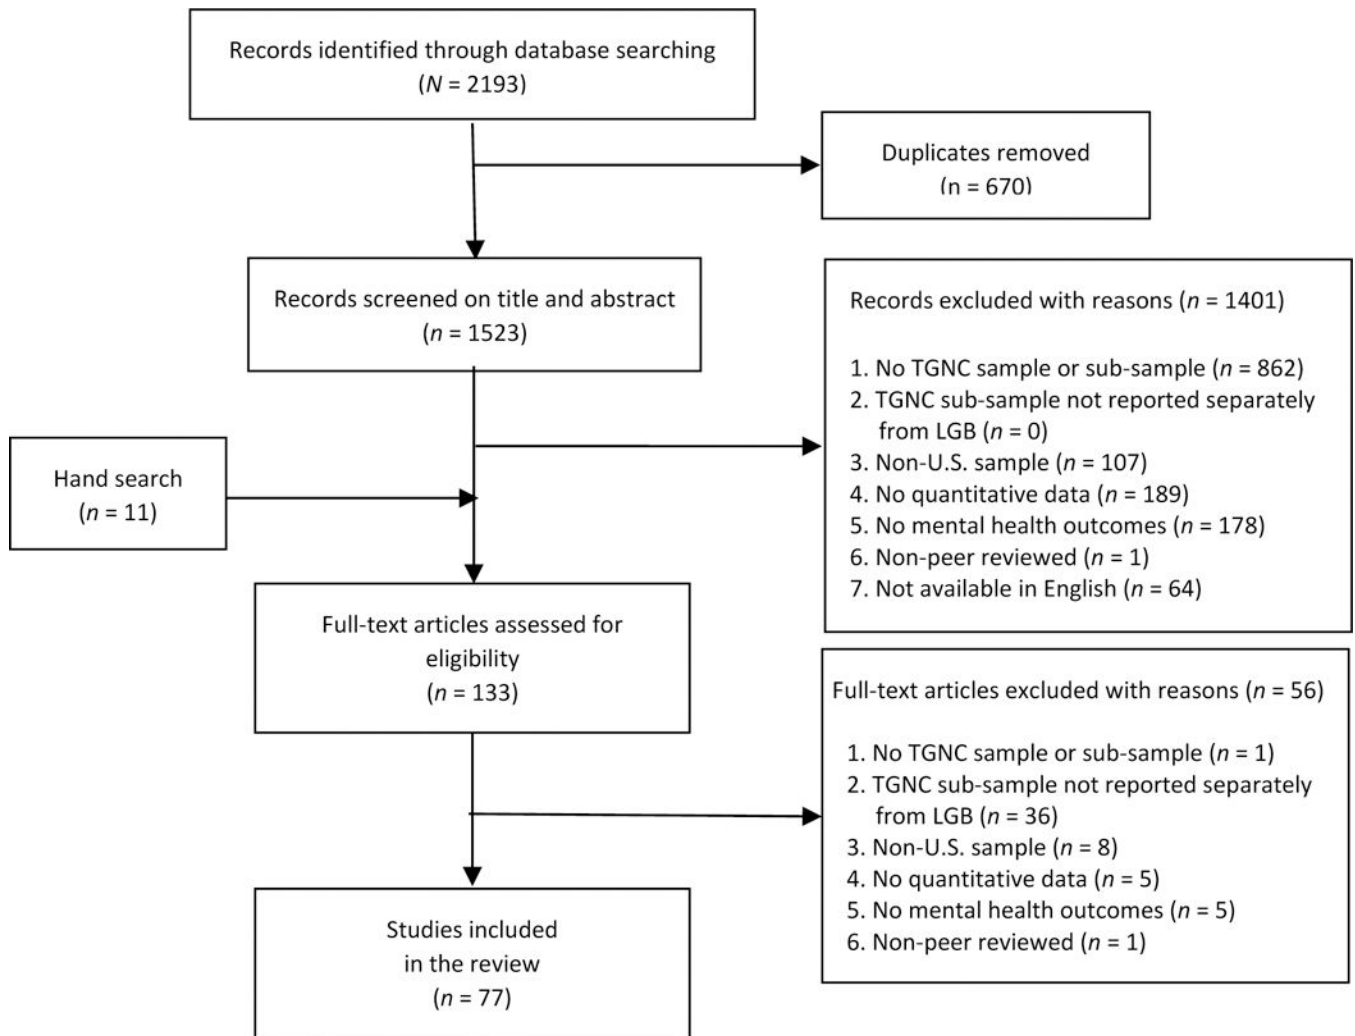 Records identified through database searching
(N = 2193)
Duplicates removed
(n = 670)
Records screened on title and abstract
(n = 1523)
Records excluded with reasons (n = 1401)
1. No TGNC sample or sub-sample (n = 862)
2. TGNC sub-sample not reported separately
from LGB (n = 0)
3. Non-U.S. sample (n = 107)
4. No quantitative data (n = 189)
5. No mental health outcomes (n = 178)
6. Non-peer reviewed (n = 1)
7. Not available in English (n = 64)
Hand search
(n = 11)
Full-text articles assessed for
eligibility
(n = 133)
Full-text articles excluded with reasons (n = 56)
1. No TGNC sample or sub-sample (n = 1)
2. TGNC sub-sample not reported separately
from LGB (n = 36)
3. Non-U.S. sample (n = 8)
4. No quantitative data (n = 5)
5. No mental health outcomes (n = 5)
6. Non-peer reviewed (n = 1)
Studies included
in the review
(n = 77)